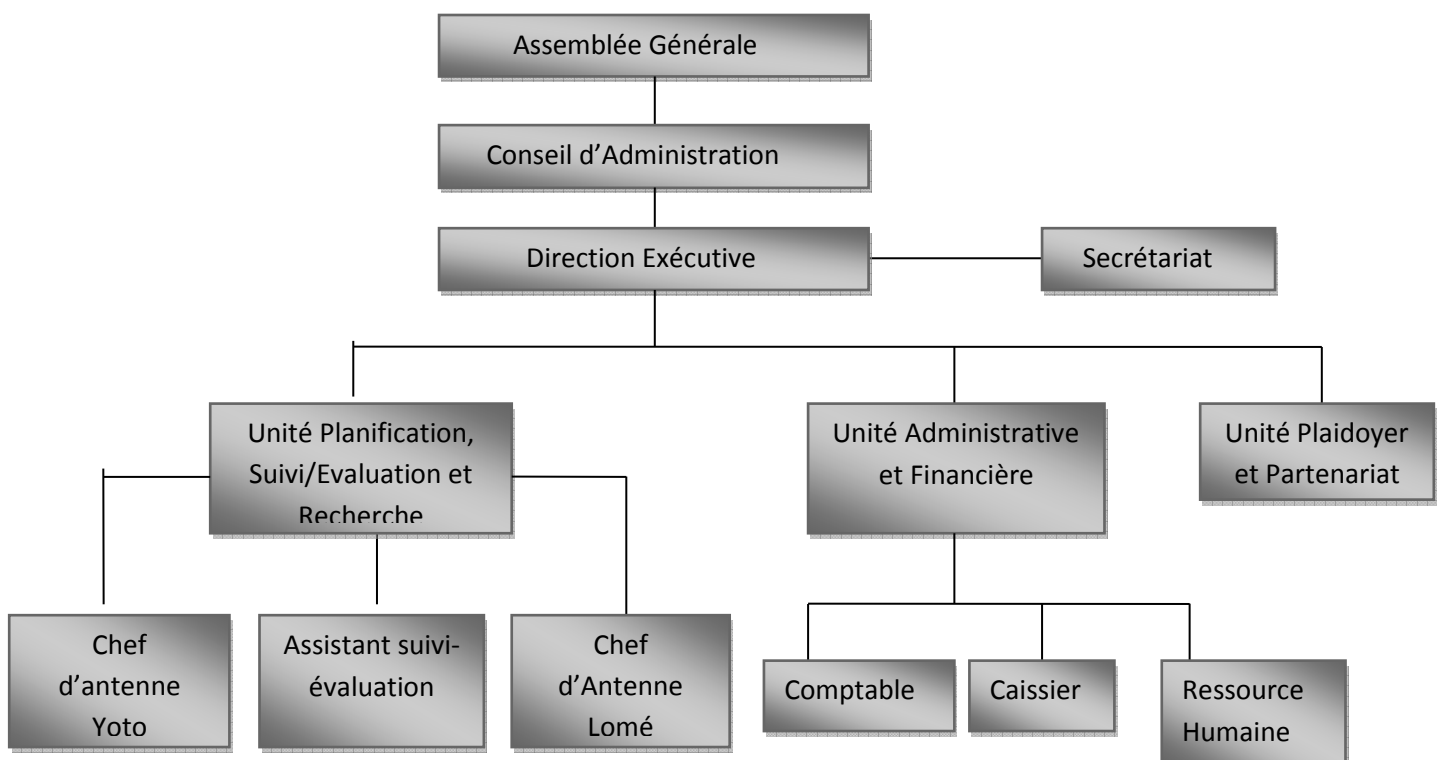 Assemblée Générale
Conseil d’Administration
Direction Exécutive
Secrétariat
Unité Planification,
Suivi/Evaluation et
Recherche
Unité Administrative
et Financière
Unité Plaidoyer
et Partenariat
Chef
d’antenne
Yoto
Assistant suivi-
évaluation
Chef
d’Antenne
Lomé
Comptable
Caissier
Ressource
Humaine